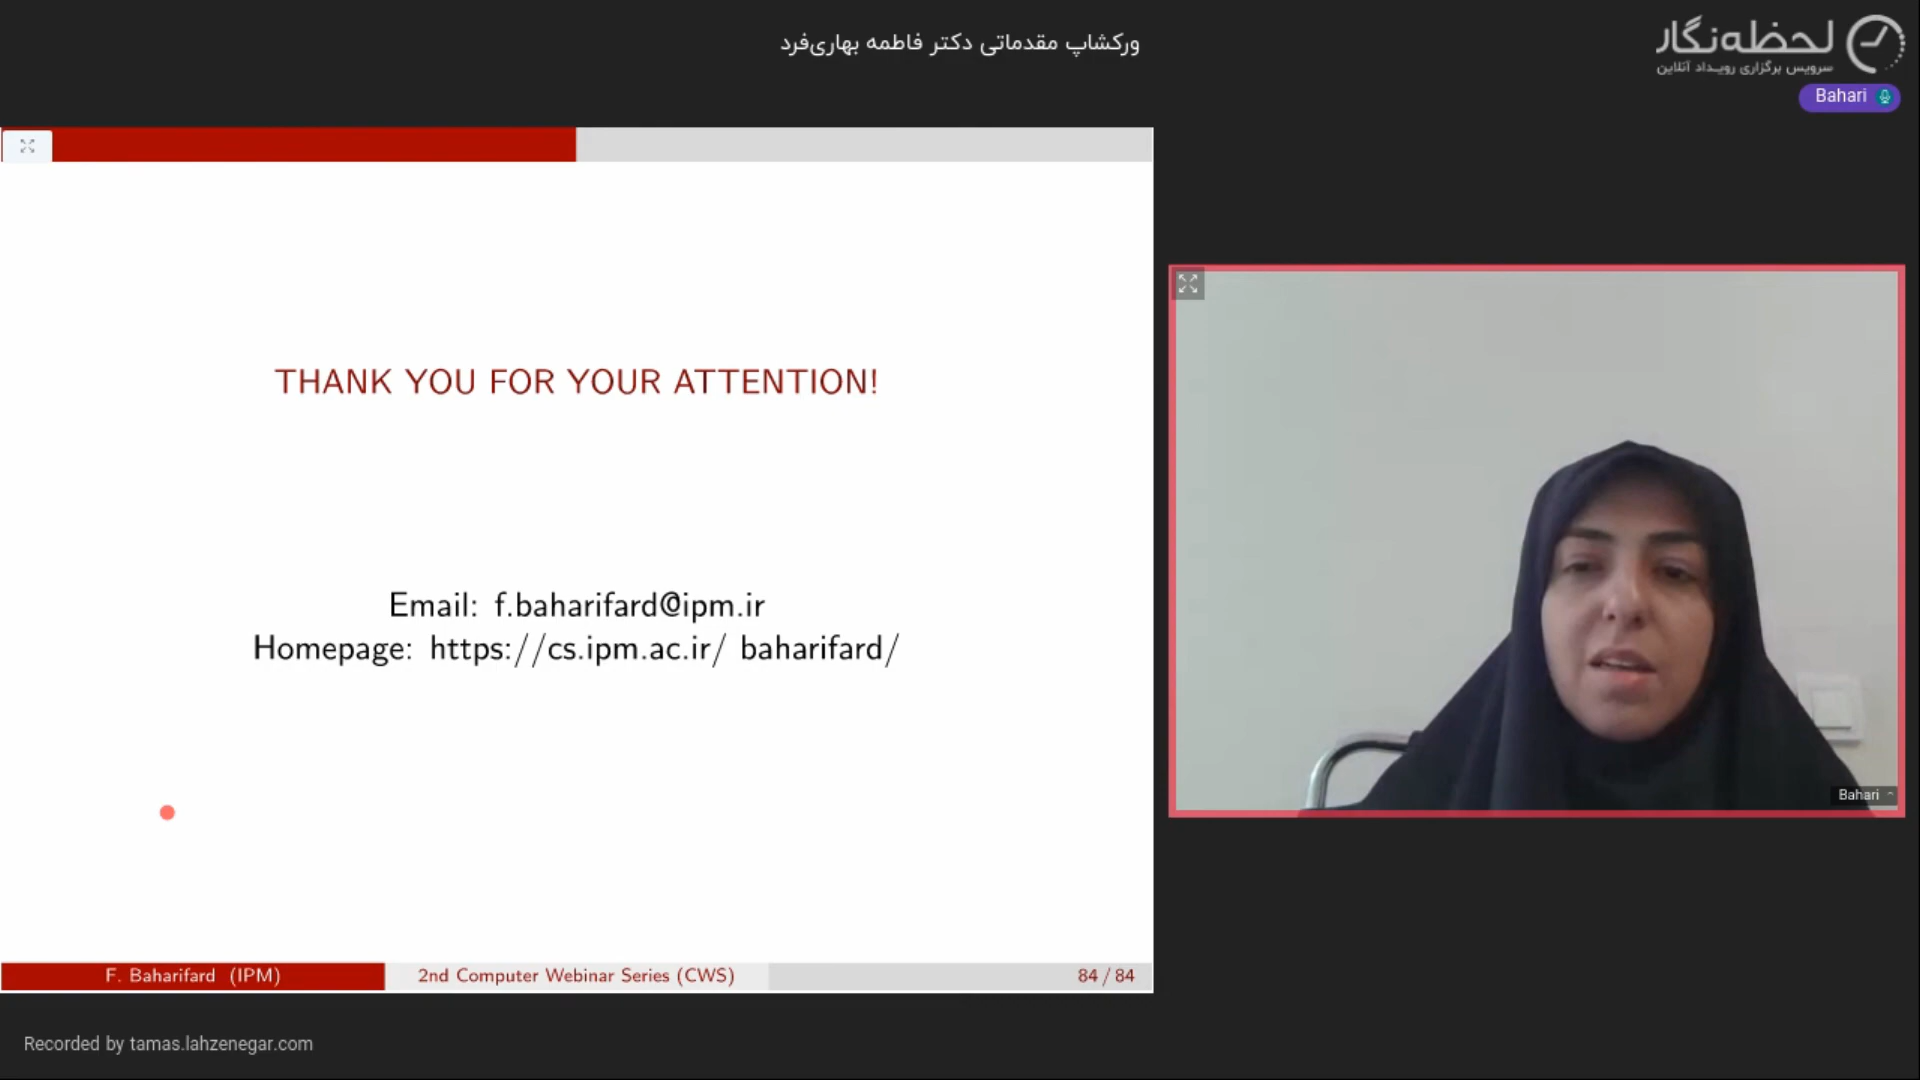 ورکشاپ مقدماتی دکتر فاطمه بهاری‌فرد
لحظه‌نگار
سرویس برگزاری رویداد آنلاین
Bahari
THANK YOU FOR YOUR ATTENTION!
Email: f.baharifard@ipm.ir
Homepage: https://cs.ipm.ac.ir/ baharifard/
Bahari
F. Baharifard (IPM)
2nd Computer Webinar Series (CWS)
84 / 84
Recorded by tamas.lahzenegar.com